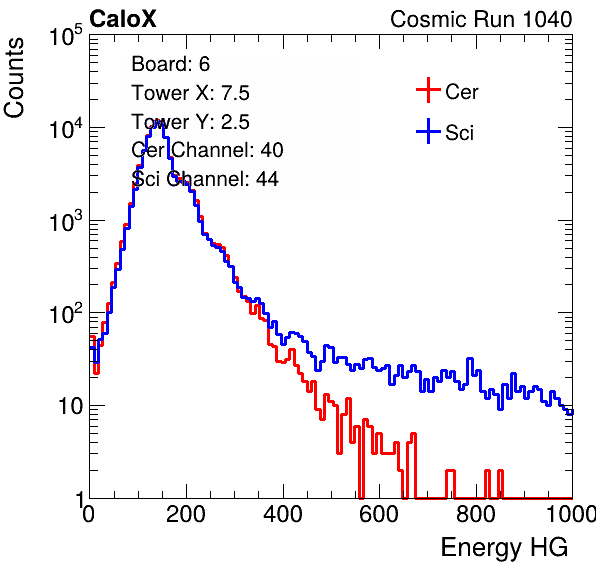 CaloX Cosmic Run 1040
Counts
Board: 6
Tower X: 7.5
Tower Y: 2.5
Cer Channel: 40
Sci Channel: 44
Cer
Sci
10^5
10^4
10^3
10^2
10
1
0 200 400 600 800 1000
Energy HG